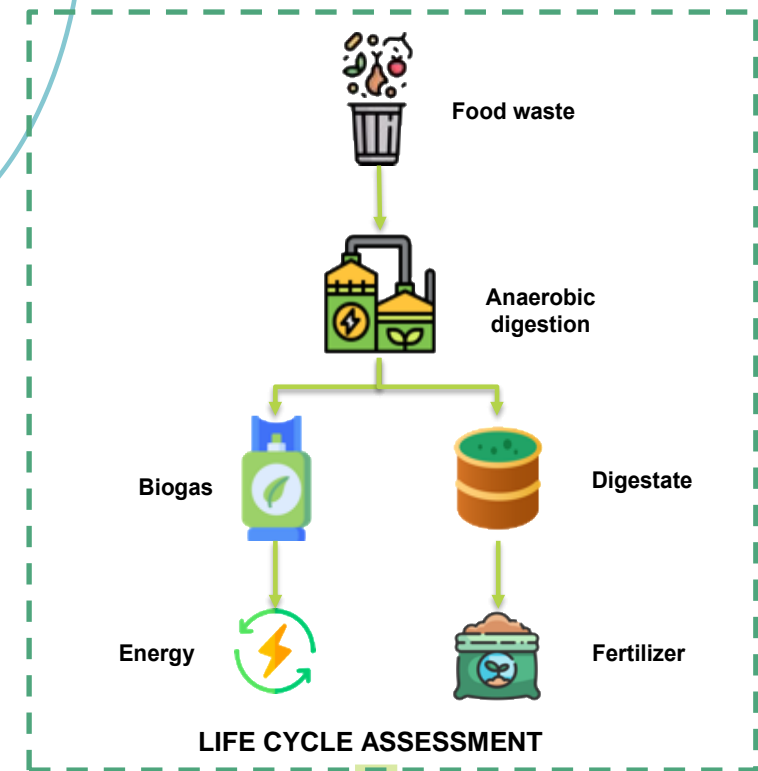 Food waste
Anaerobic
digestion
Biogas
Digestate
Energy
Fertilizer
LIFE CYCLE ASSESSMENT